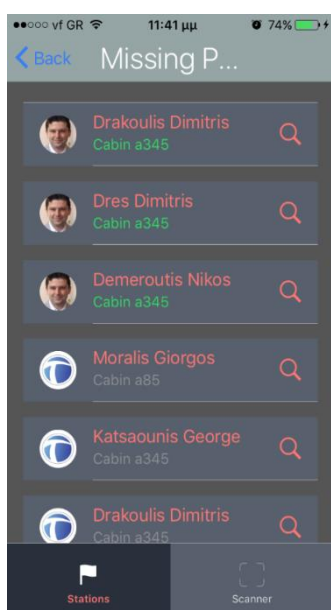 vf GR 11:41 μμ 74%
Back Missing P...
Drakoulis Dimitris
Cabin a345
Dres Dimitris
Cabin a345
Demeroutis Nikos
Cabin a345
Moralis Giorgos
Cabin a85
Katsaounis George
Cabin a345
Drakoulis Dimitris
Cabin a345
Stations Scanner